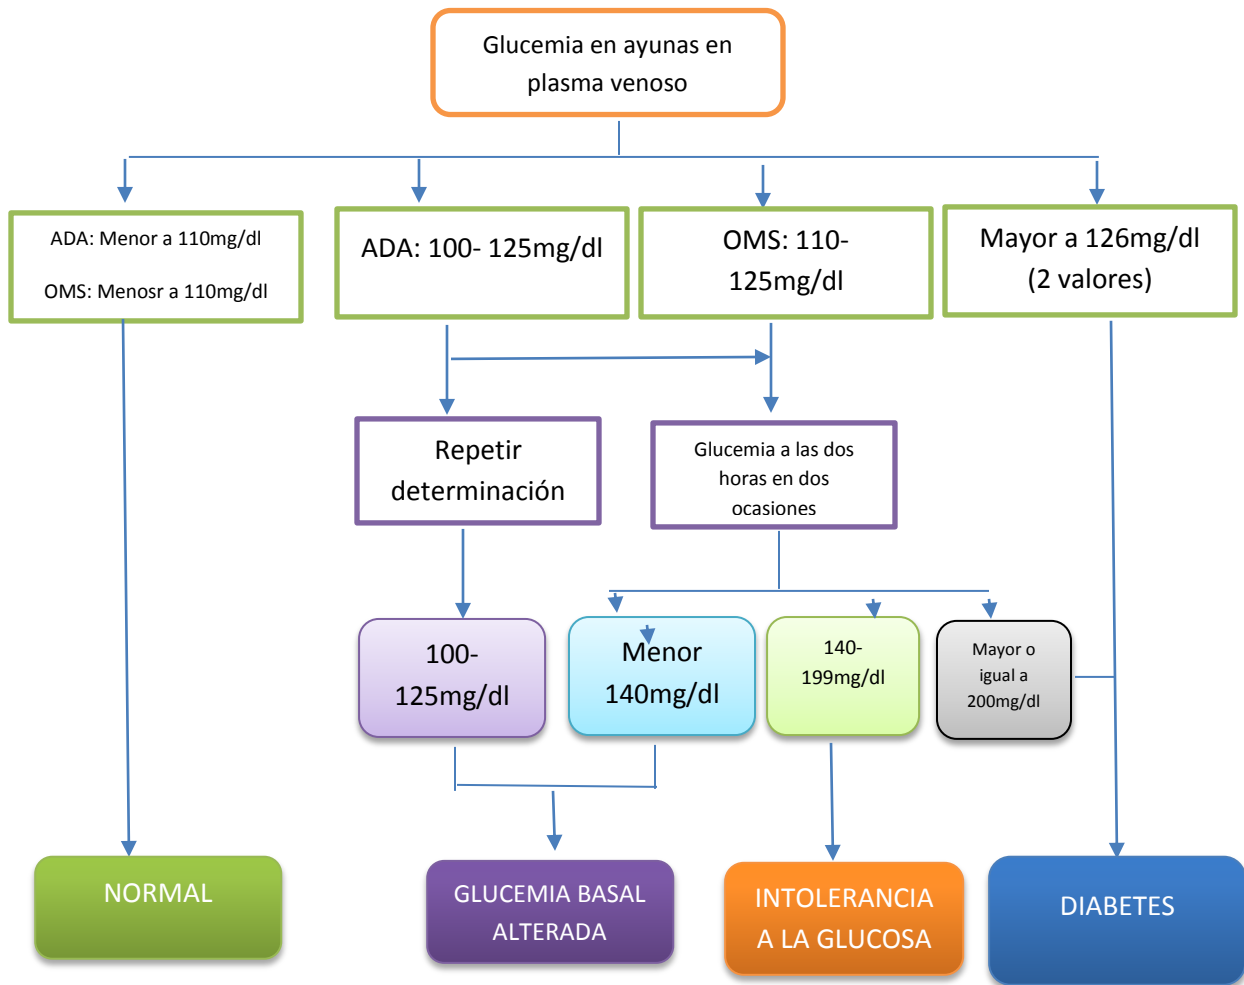 Glucemia en ayunas en
plasma venoso
ADA: Menor a 110mg/dl
OMS: Menosr a 110mg/dl
ADA: 100- 125mg/dl
OMS: 110-
125mg/dl
Mayor a 126mg/dl
(2 valores)
Repetir
determinación
Glucemia a las dos
horas en dos
ocasiones
100-
125mg/dl
Menor
140mg/dl
140-
199mg/dl
Mayor o
igual a
200mg/dl
NORMAL
GLUCEMIA BASAL
ALTERADA
INTOLERANCIA
A LA GLUCOSA
DIABETES